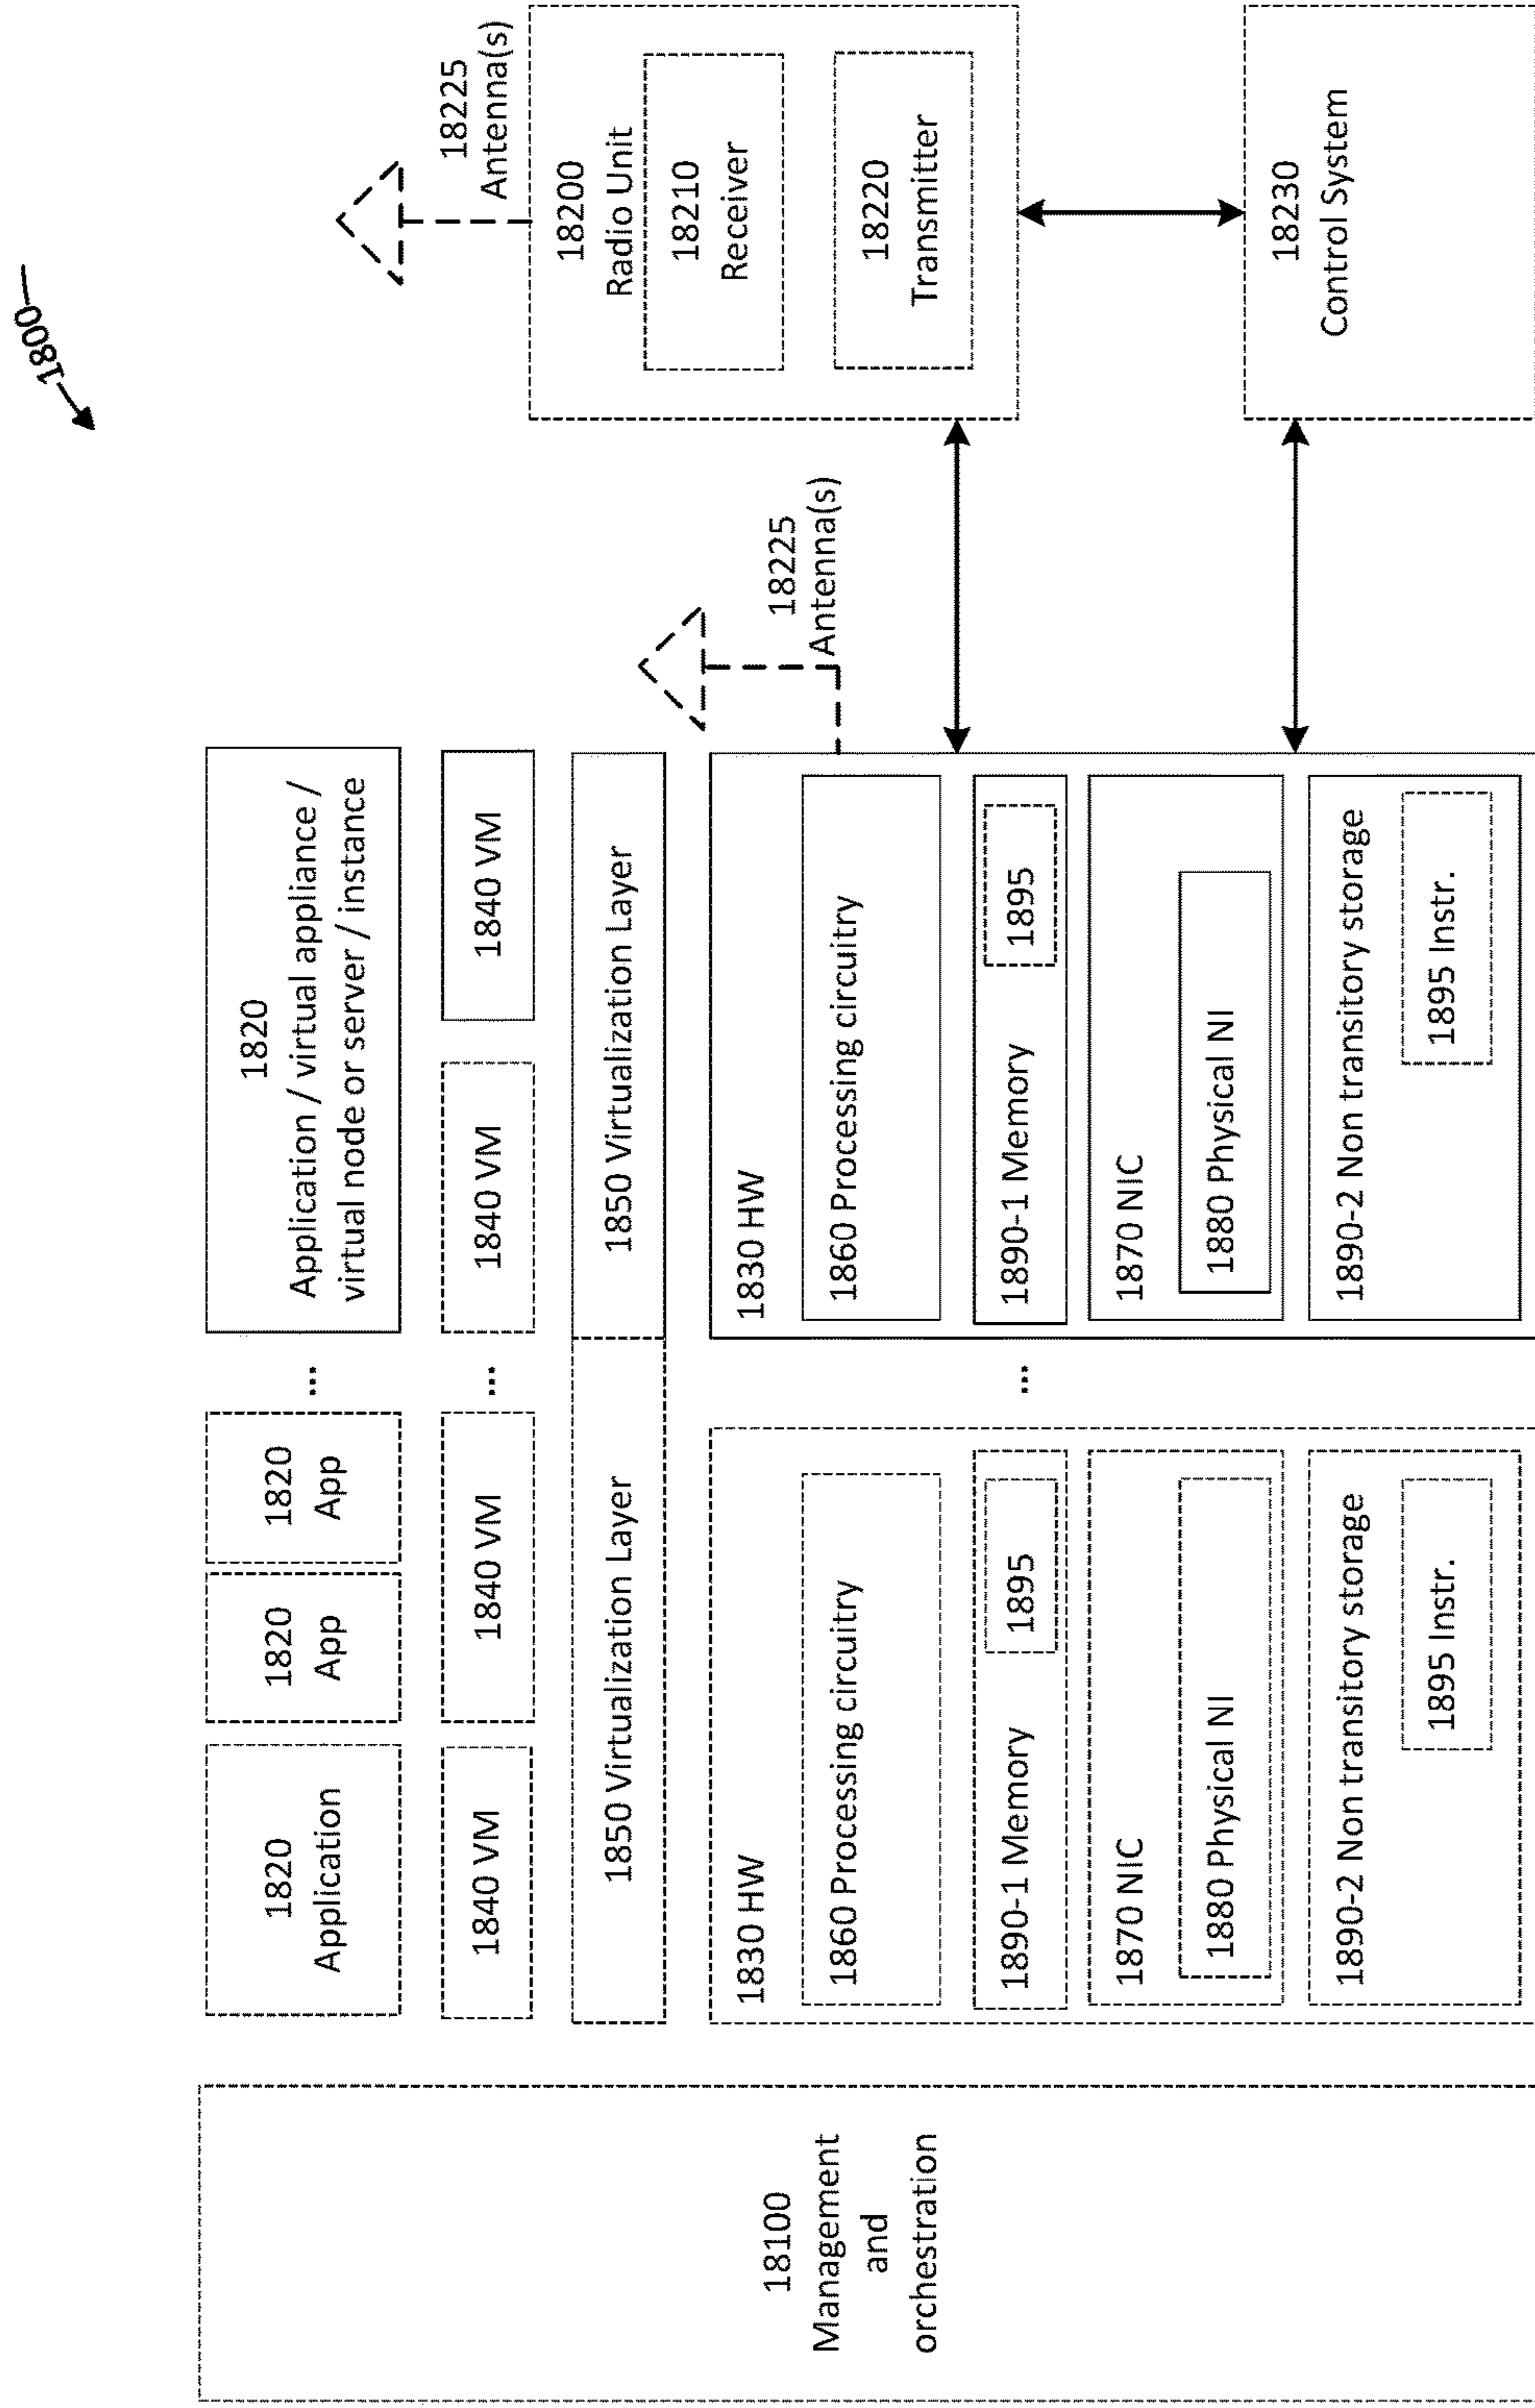 1800
18100
Management
and
orchestration
1820
Application
1820
App
1820
App
...
1820
Application / virtual appliance /
virtual node or server / instance
1840 VM
1840 VM
...
1840 VM
1840 VM
1850 Virtualization Layer
1850 Virtualization Layer
1830 HW
1860 Processing circuitry
1890-1 Memory
1895
1870 NIC
1880 Physical NI
1890-2 Non transitory storage
1895 Instr.
...
1830 HW
1860 Processing circuitry
1890-1 Memory
1895
1870 NIC
1880 Physical NI
1890-2 Non transitory storage
1895 Instr.
18225
Antenna(s)
18225
Antenna(s)
18200
Radio Unit
18210
Receiver
18220
Transmitter
18230
Control System